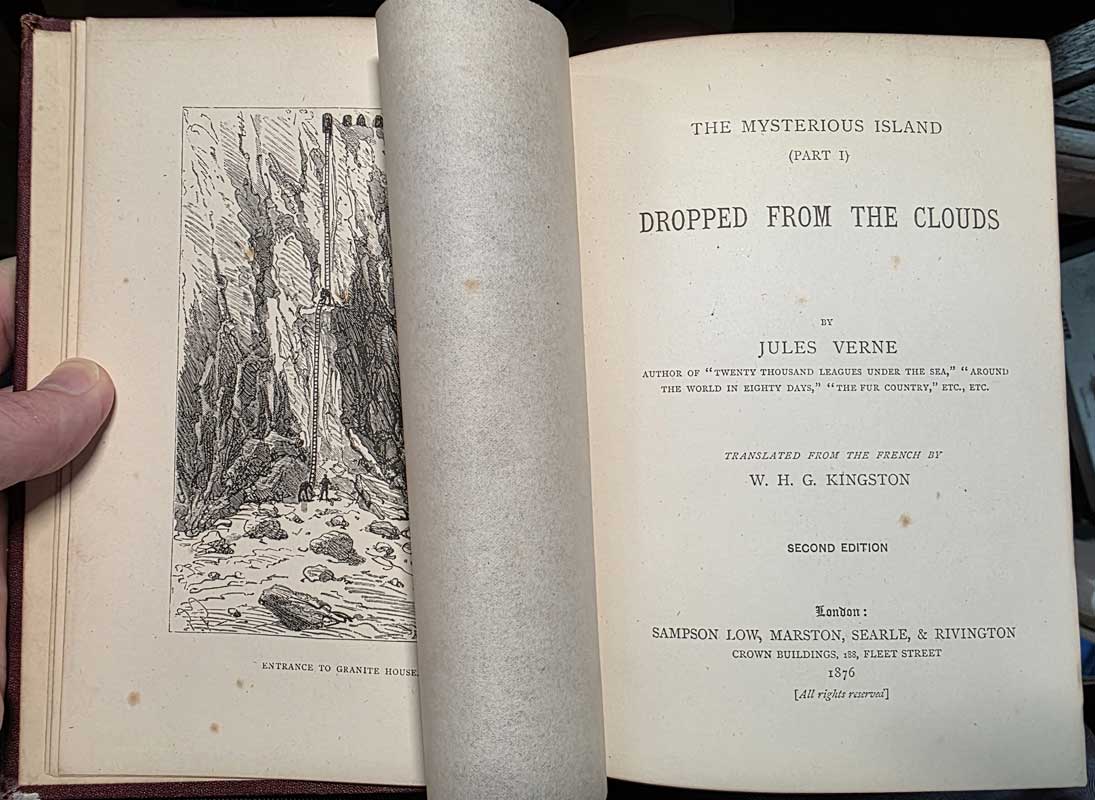 ENTRANCE TO GRANITE HOUSE.
THE MYSTERIOUS ISLAND
(PART I)
DROPPED FROM THE CLOUDS
BY
JULES VERNE
AUTHOR OF "TWENTY THOUSAND LEAGUES UNDER THE SEA," "AROUND
THE WORLD IN EIGHTY DAYS," "THE FUR COUNTRY," ETC., ETC.
TRANSLATED FROM THE FRENCH BY
W. H. G. KINGSTON
SECOND EDITION
London:
SAMPSON LOW, MARSTON, SEARLE, & RIVINGTON
CROWN BUILDINGS, 188, FLEET STREET
1876
[All rights reserved]